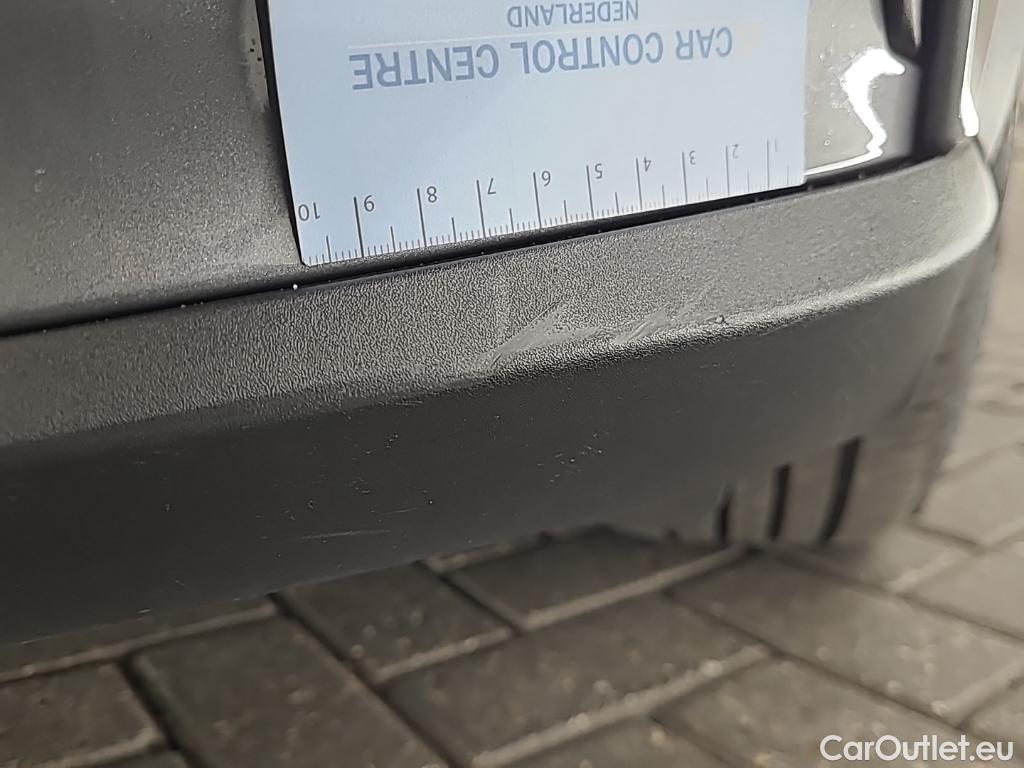 CAR CONTROL CENTRE
NEDERLAND
1 2 3 4 5 6 7 8 9 10
CarOutlet.eu